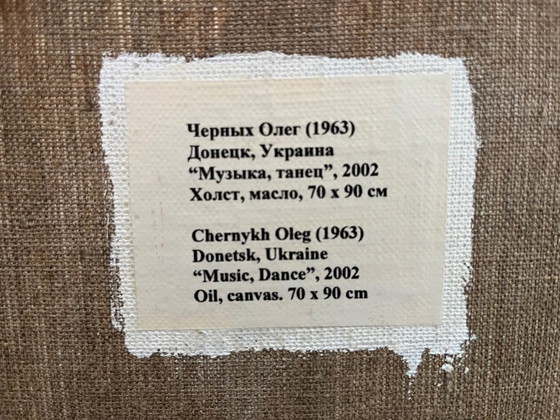 Черных Олег (1963)
Донецк, Украина
“Музыка, танец”, 2002
Холст, масло, 70 х 90 см
Chernykh Oleg (1963)
Donetsk, Ukraine
“Music, Dance”, 2002
Oil, canvas. 70 x 90 cm